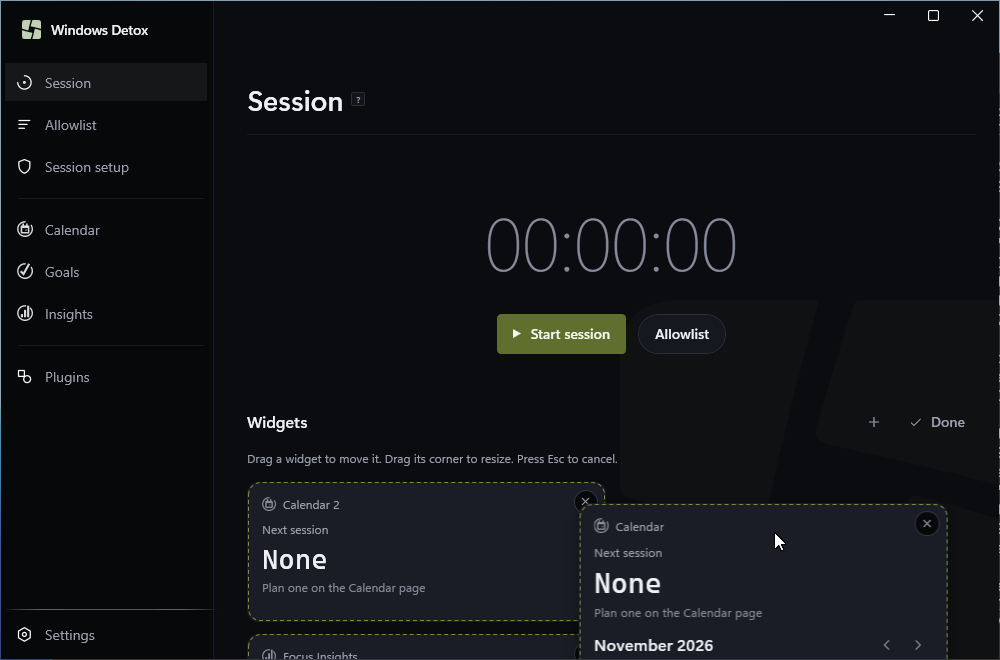 Windows Detox
Session
Allowlist
Session setup
Calendar
Goals
Insights
Plugins
Settings
Session ?
00:00:00
Start session
Allowlist
Widgets
Done
Drag a widget to move it. Drag its corner to resize. Press Esc to cancel.
Calendar 2
Next session
None
Plan one on the Calendar page
Focus Insights
Calendar
Next session
None
Plan one on the Calendar page
November 2026